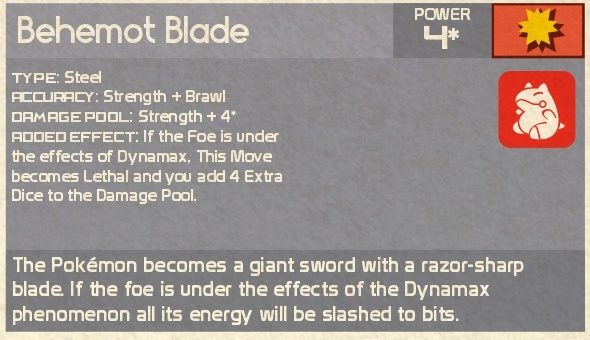 Behemot Blade
POWER
4*
TYPE: Steel
ACCURACY: Strength + Brawl
DAMAGE POOL: Strength + 4*
ADDED EFFECT: If the Foe is under
the effects of Dynamax, This Move
becomes Lethal and you add 4 Extra
Dice to the Damage Pool.
The Pokémon becomes a giant sword with a razor-sharp
blade. If the foe is under the effects of the Dynamax
phenomenon all its energy will be slashed to bits.